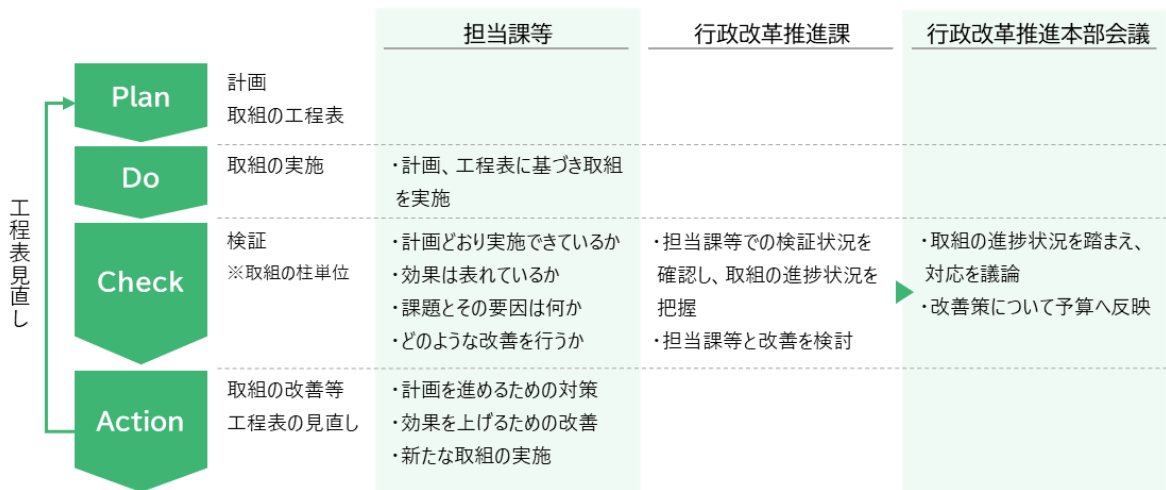 担当課等
行政改革推進課
行政改革推進本部会議
Plan
計画
取組の工程表
Do
取組の実施
・計画、工程表に基づき取組
を実施
Check
検証
※取組の柱単位
・計画どおり実施できているか
・効果は表れているか
・課題とその要因は何か
・どのような改善を行うか
・担当課等での検証状況を
確認し、取組の進捗状況を
把握
・担当課等と改善を検討
・取組の進捗状況を踏まえ、
対応を議論
・改善策について予算へ反映
Action
取組の改善等
工程表の見直し
・計画を進めるための対策
・効果を上げるための改善
・新たな取組の実施
工程表見直し